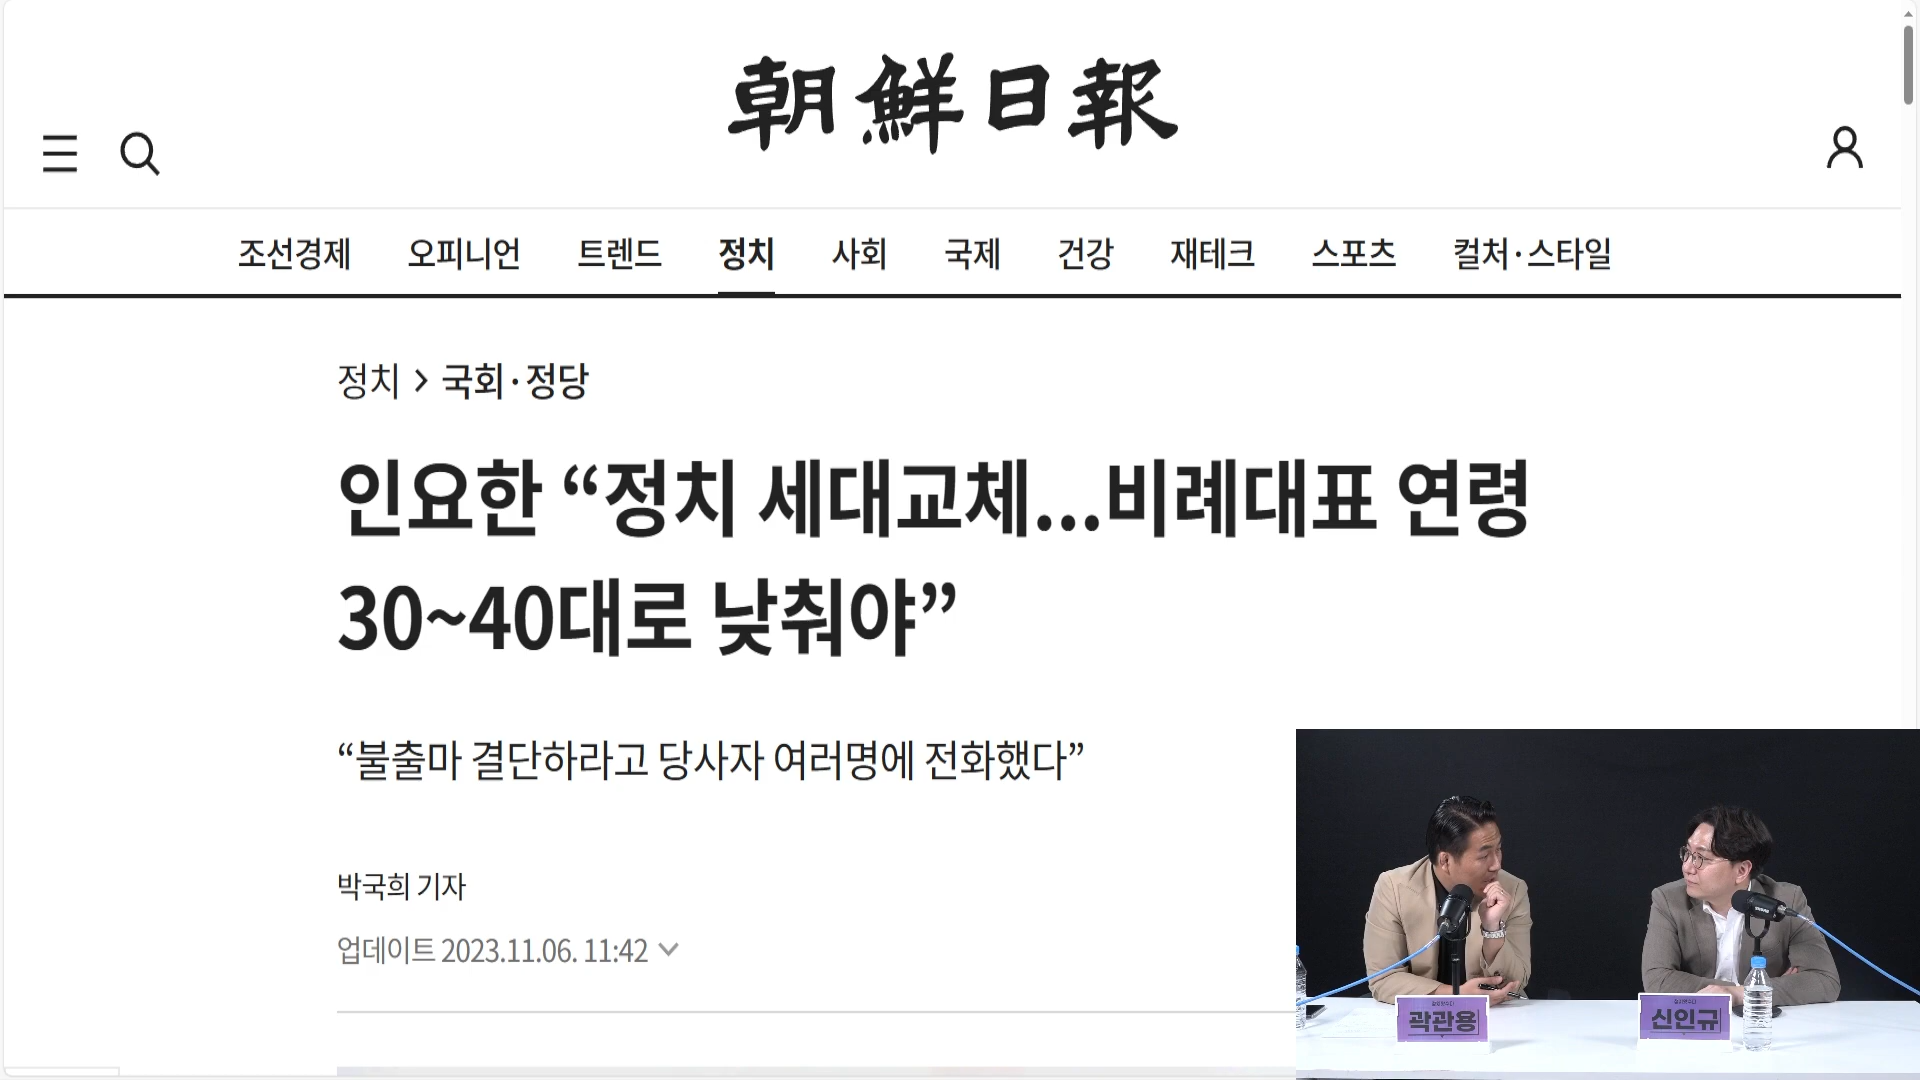 朝鮮日報
조선경제 오피니언 트렌드 정치 사회 국제 건강 재테크 스포츠 컬처·스타일
정치 > 국회·정당
인요한 “정치 세대교체...비례대표 연령
30~40대로 낮춰야”
“불출마 결단하라고 당사자 여러명에 전화했다”
박국희 기자
업데이트 2023.11.06. 11:42
곽관용
신인규